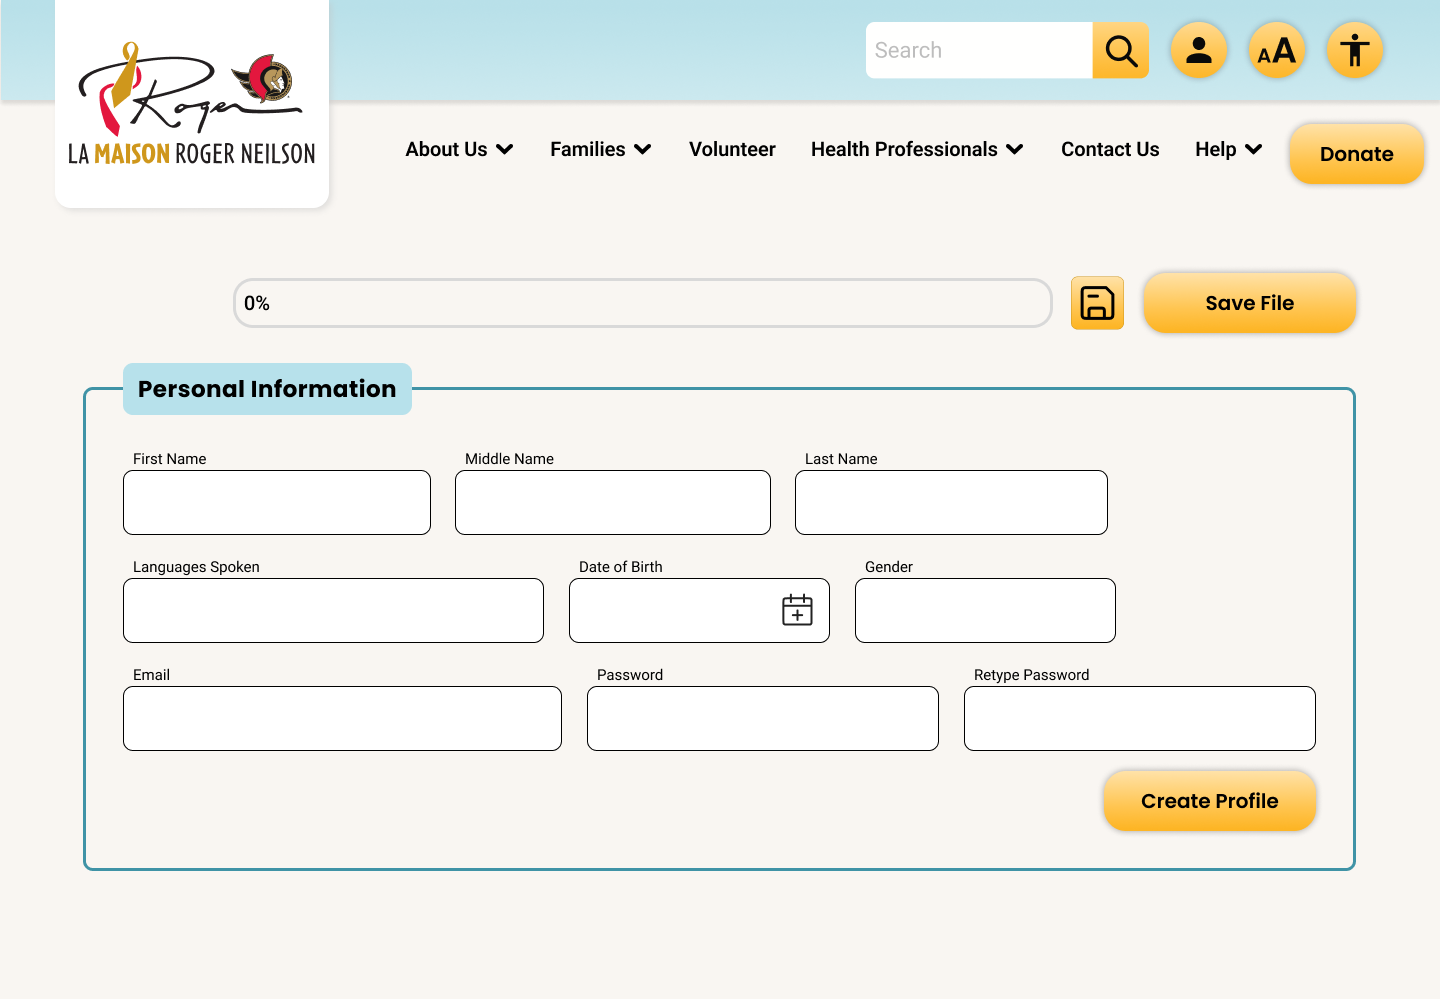 Search
AA
Roger
LA MAISON ROGER NEILSON
About Us
Families
Volunteer
Health Professionals
Contact Us
Help
Donate
0%
Save File
Personal Information
First Name
Middle Name
Last Name
Languages Spoken
Date of Birth
Gender
Email
Password
Retype Password
Create Profile